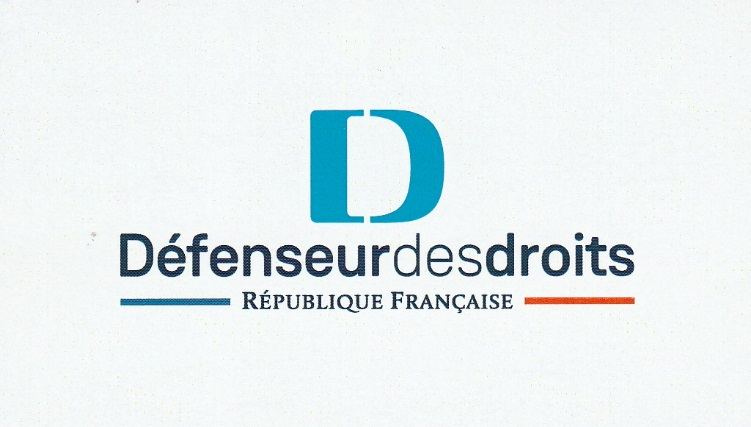 D
Défenseurdesdroits
République Française